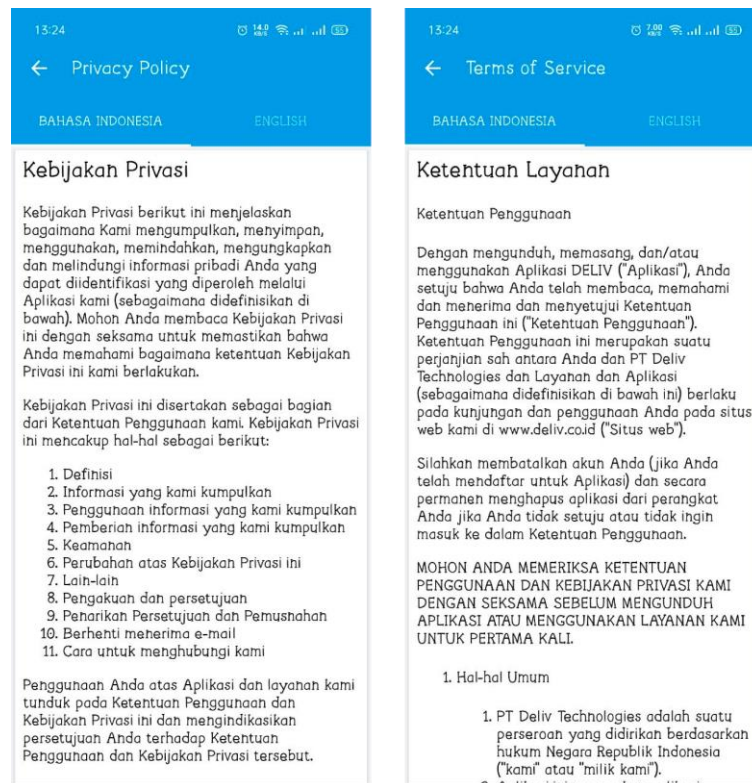 13:24
14.0 KB/S
55
Privacy Policy
BAHASA INDONESIA
ENGLISH
Kebijakan Privasi
Kebijakan Privasi berikut ini menjelaskan
bagaimana Kami mengumpulkan, menyimpan,
menggunakan, memindahkan, mengungkapkan
dan melindungi informasi pribadi Anda yang
dapat diidentifikasi yang diperoleh melalui
Aplikasi kami (sebagaimana didefinisikan di
bawah). Mohon Anda membaca Kebijakan Privasi
ini dengan seksama untuk memastikan bahwa
Anda memahami bagaimana ketentuan Kebijakan
Privasi ini kami berlakukan.
Kebijakan Privasi ini disertakan sebagai bagian
dari Ketentuan Penggunaan kami. Kebijakan Privasi
ini mencakup hal-hal sebagai berikut:
1. Definisi
2. Informasi yang kami kumpulkan
3. Penggunaan informasi yang kami kumpulkan
4. Pemberian informasi yang kami kumpulkan
5. Keamanan
6. Perubahan atas Kebijakan Privasi ini
7. Lain-lain
8. Pengakuan dan persetujuan
9. Penarikan Persetujuan dan Pemusnahan
10. Berhenti menerima e-mail
11. Cara untuk menghubungi kami
Penggunaan Anda atas Aplikasi dan layanan kami
tunduk pada Ketentuan Penggunaan dan
Kebijakan Privasi ini dan mengindikasikan
persetujuan Anda terhadap Ketentuan
Penggunaan dan Kebijakan Privasi tersebut.
13:24
7.00 KB/S
55
Terms of Service
BAHASA INDONESIA
ENGLISH
Ketentuan Layanan
Ketentuan Penggunaan
Dengan mengunduh, memasang, dan/atau
menggunakan Aplikasi DELIV ("Aplikasi"), Anda
setuju bahwa Anda telah membaca, memahami
dan menerima dan menyetujui Ketentuan
Penggunaan ini ("Ketentuan Penggunaan").
Ketentuan Penggunaan ini merupakan suatu
perjanjian sah antara Anda dan PT Deliv
Technologies dan Layanan dan Aplikasi
(sebagaimana didefinisikan di bawah ini) berlaku
pada kunjungan dan penggunaan Anda pada situs
web kami di www.deliv.co.id ("Situs web").
Silahkan membatalkan akun Anda (jika Anda
telah mendaftar untuk Aplikasi) dan secara
permanen menghapus aplikasi dari perangkat
Anda jika Anda tidak setuju atau tidak ingin
masuk ke dalam Ketentuan Penggunaan.
MOHON ANDA MEMERIKSA KETENTUAN
PENGGUNAAN DAN KEBIJAKAN PRIVASI KAMI
DENGAN SEKSAMA SEBELUM MENGUNDUH
APLIKASI ATAU MENGGUNAKAN LAYANAN KAMI
UNTUK PERTAMA KALI.
1. Hal-hal Umum
1. PT Deliv Technologies adalah suatu
perseroan yang didirikan berdasarkan
hukum Negara Republik Indonesia
("kami" atau "milik kami").